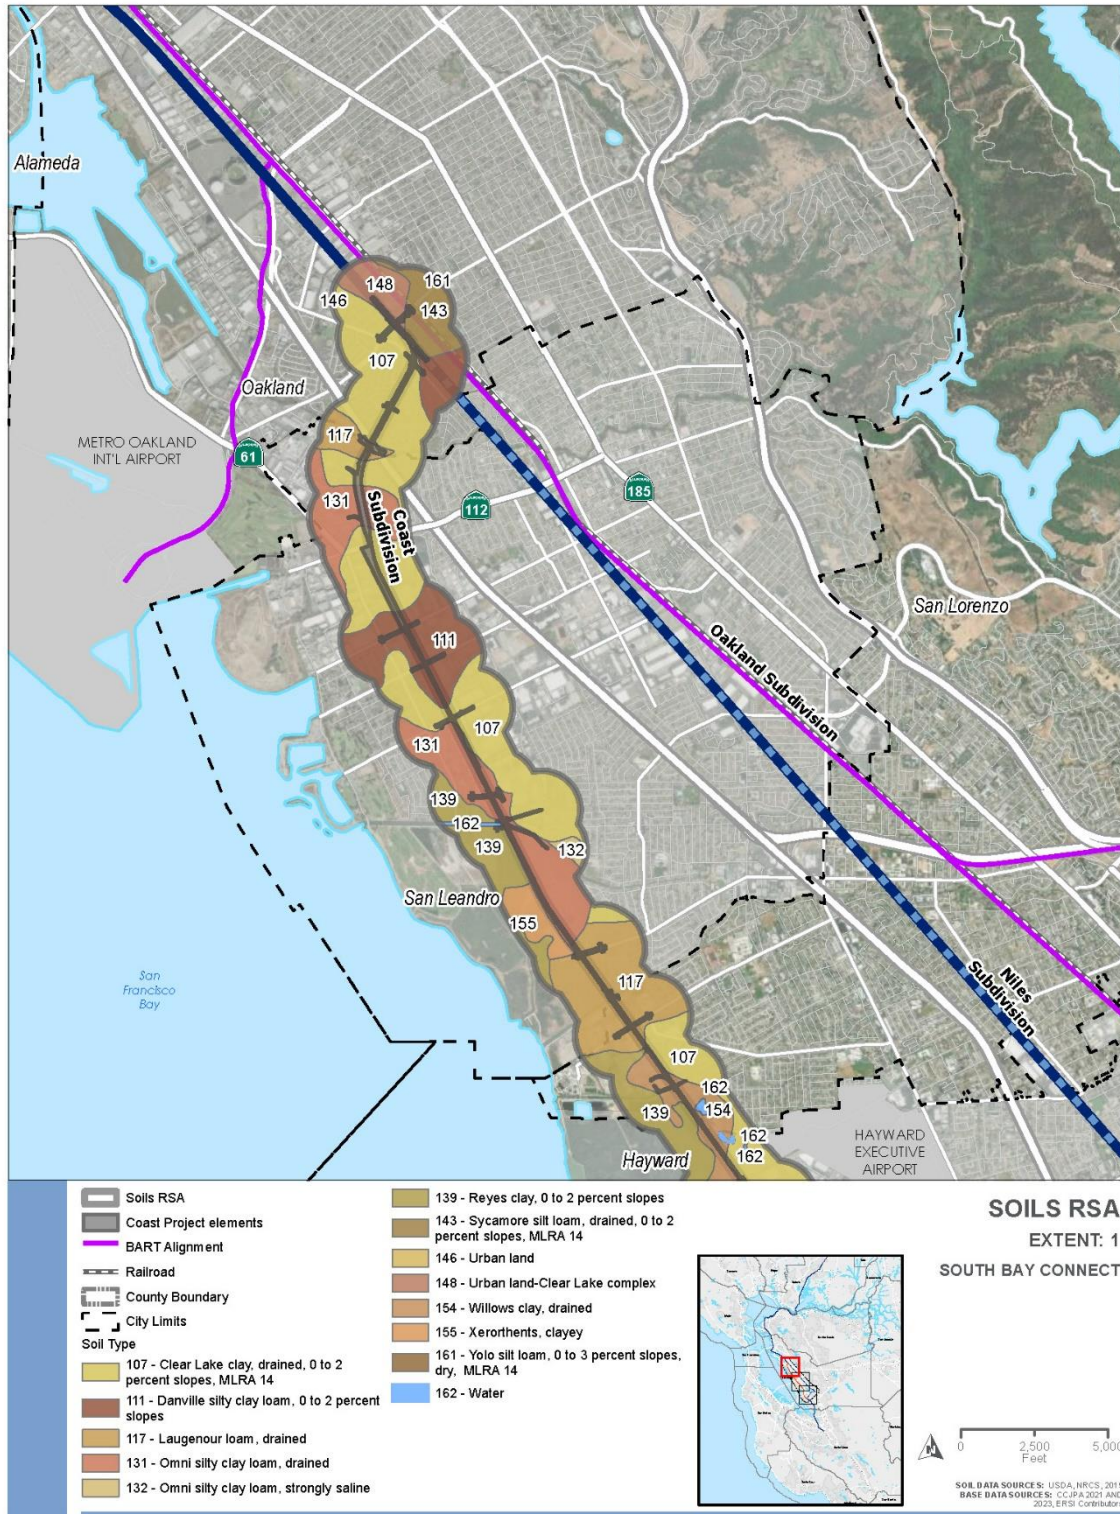 Alameda
148
161
146
143
107
Oakland
METRO OAKLAND
INT'L AIRPORT
61
117
185
131
Coast
Subdivision
112
San Lorenzo
111
Oakland Subdivision
107
131
139
162
139
132
San Leandro
155
117
San
Francisco
Bay
Niles
Subdivision
107
162
154
139
162
162
Hayward
HAYWARD
EXECUTIVE
AIRPORT
Soils RSA
Coast Project elements
BART Alignment
Railroad
County Boundary
City Limits
Soil Type
107 - Clear Lake clay, drained, 0 to 2
percent slopes, MLRA 14
111 - Danville silty clay loam, 0 to 2 percent
slopes
117 - Laugenour loam, drained
131 - Omni silty clay loam, drained
132 - Omni silty clay loam, strongly saline
139 - Reyes clay, 0 to 2 percent slopes
143 - Sycamore silt loam, drained, 0 to 2
percent slopes, MLRA 14
146 - Urban land
148 - Urban land-Clear Lake complex
154 - Willows clay, drained
155 - Xerorthents, clayey
161 - Yolo silt loam, 0 to 3 percent slopes,
dry, MLRA 14
162 - Water
SOILS RSA
EXTENT: 1
SOUTH BAY CONNECT
N
0 2,500 5,000
Feet
SOIL DATA SOURCES: USDA, NRCS, 2019
BASE DATA SOURCES: CCJPA 2021 AND
2023, ERSI Contributors